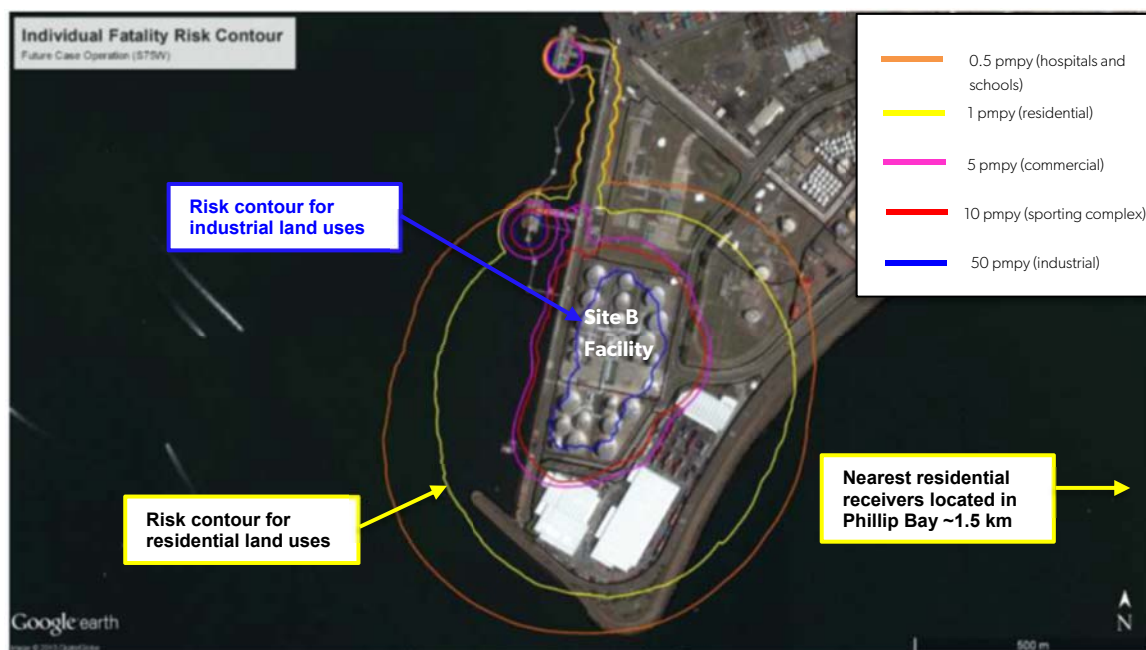 Individual Fatality Risk Contour
Future Case Operation (S75W)
0.5 pmpy (hospitals and
schools)
1 pmpy (residential)
5 pmpy (commercial)
10 pmpy (sporting complex)
50 pmpy (industrial)
Risk contour for
industrial land uses
Site B
Facility
Risk contour for
residential land uses
Nearest residential
receivers located in
Phillip Bay ~1.5 km
Google earth
N
500 m